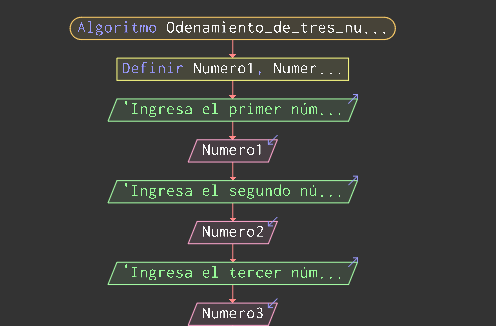 Algoritmo Odenamiento_de_tres_nu...
Definir Numero1, Numer...
'Ingresa el primer núm...
Numero1
'Ingresa el segundo nú...
Numero2
'Ingresa el tercer núm...
Numero3